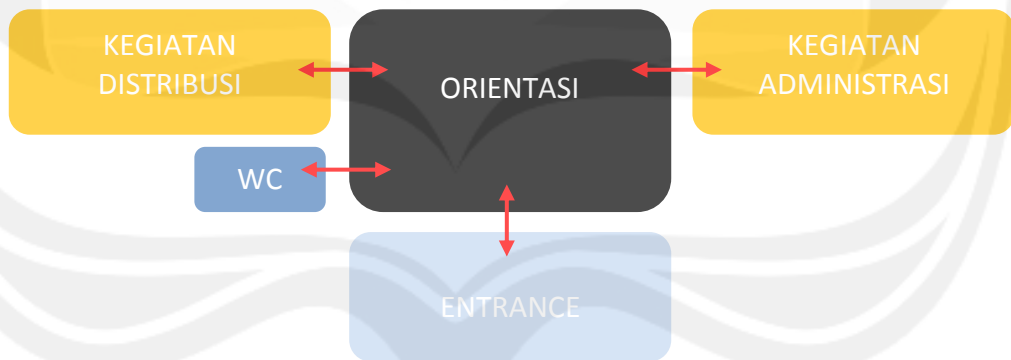 KEGIATAN
DISTRIBUSI
ORIENTASI
KEGIATAN
ADMINISTRASI
WC
ENTRANCE